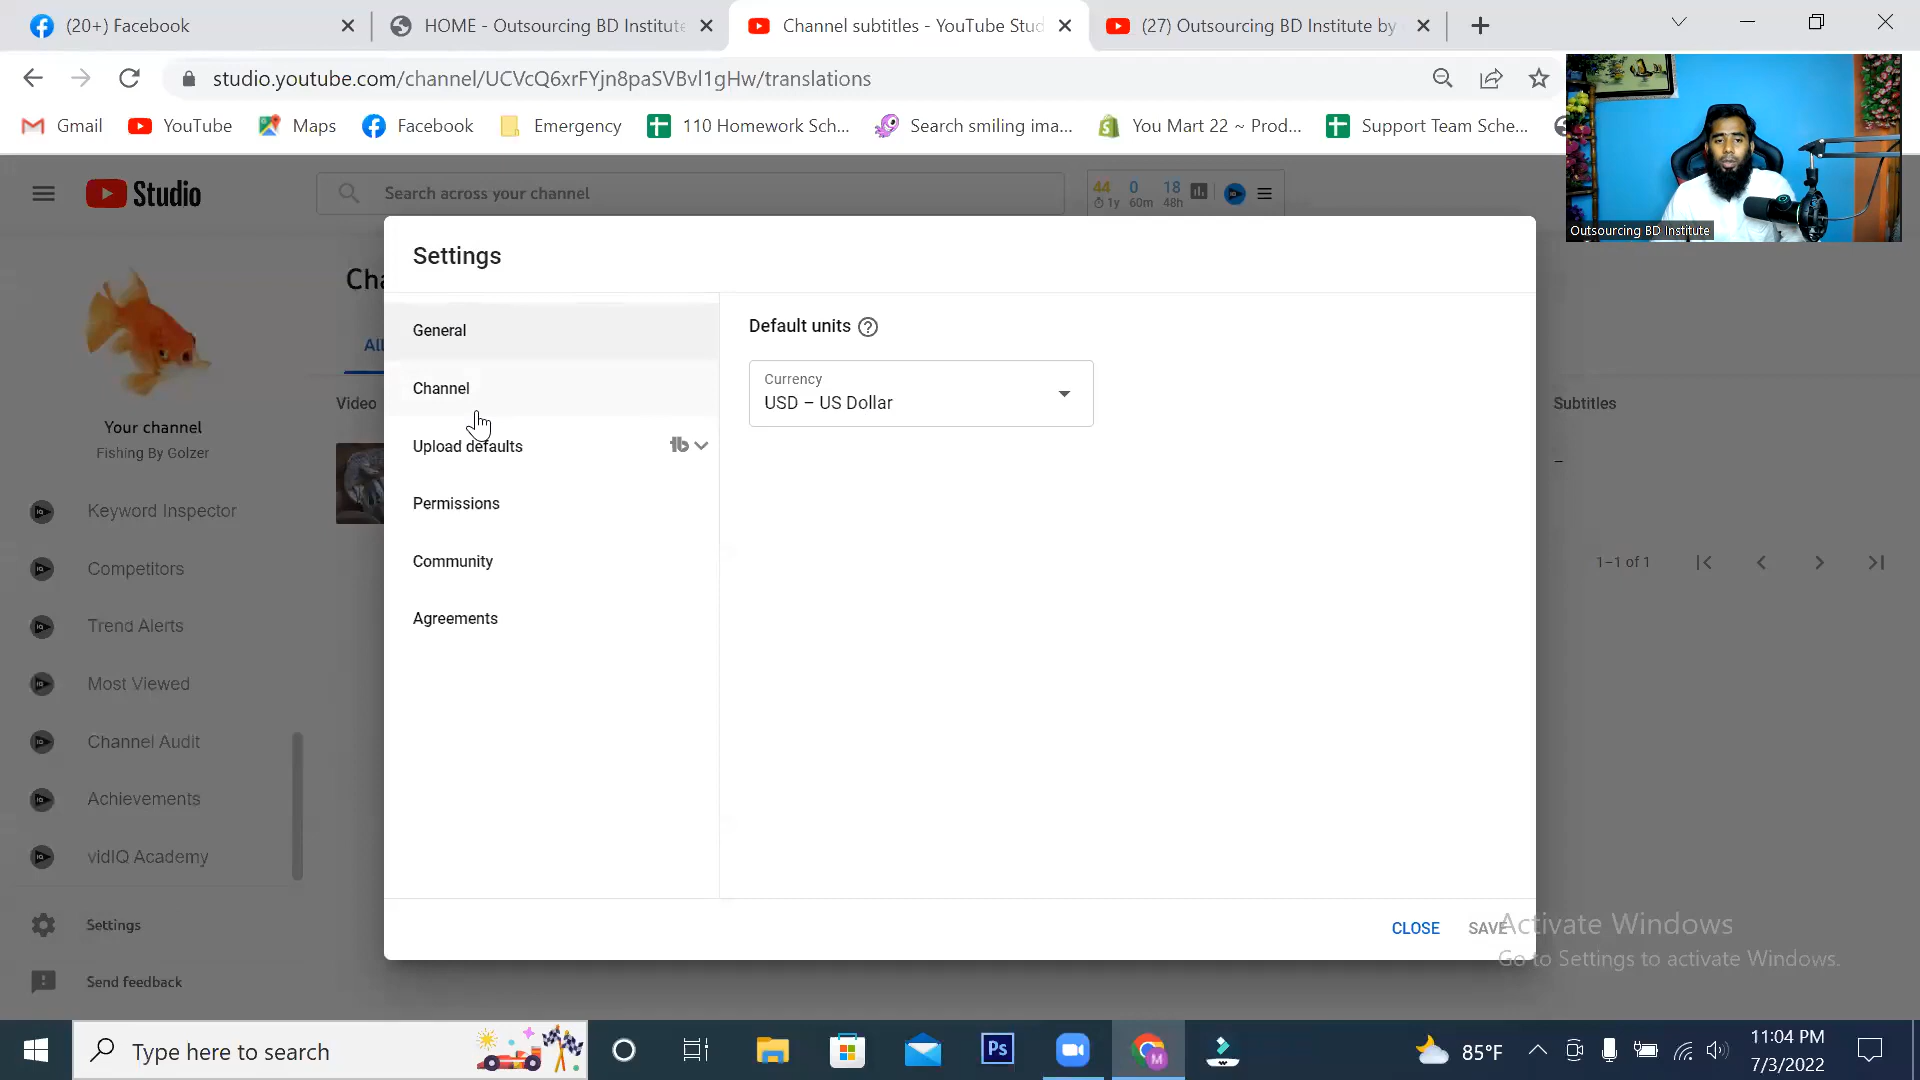 (20+) Facebook
HOME - Outsourcing BD Institute
Channel subtitles - YouTube Stud
(27) Outsourcing BD Institute by
studio.youtube.com/channel/UCVcQ6xrFYjn8paSVBvl1gHw/translations
Gmail
YouTube
Maps
Facebook
Emergency
110 Homework Sch...
Search smiling ima...
You Mart 22 ~ Prod...
Support Team Sche...
Outsourcing BD Institute
Studio
Search across your channel
44
1y
0
60m
18
48h
Settings
General
Channel
Upload defaults
tb
Permissions
Community
Agreements
Default units
Currency
USD – US Dollar
CLOSE
SAVE
Cha
All
Video
Subtitles
–
1–1 of 1
Your channel
Fishing By Golzer
Keyword Inspector
Competitors
Trend Alerts
Most Viewed
Channel Audit
Achievements
vidIQ Academy
Settings
Send feedback
Activate Windows
Go to Settings to activate Windows.
Type here to search
Ps
M
85°F
11:04 PM
7/3/2022